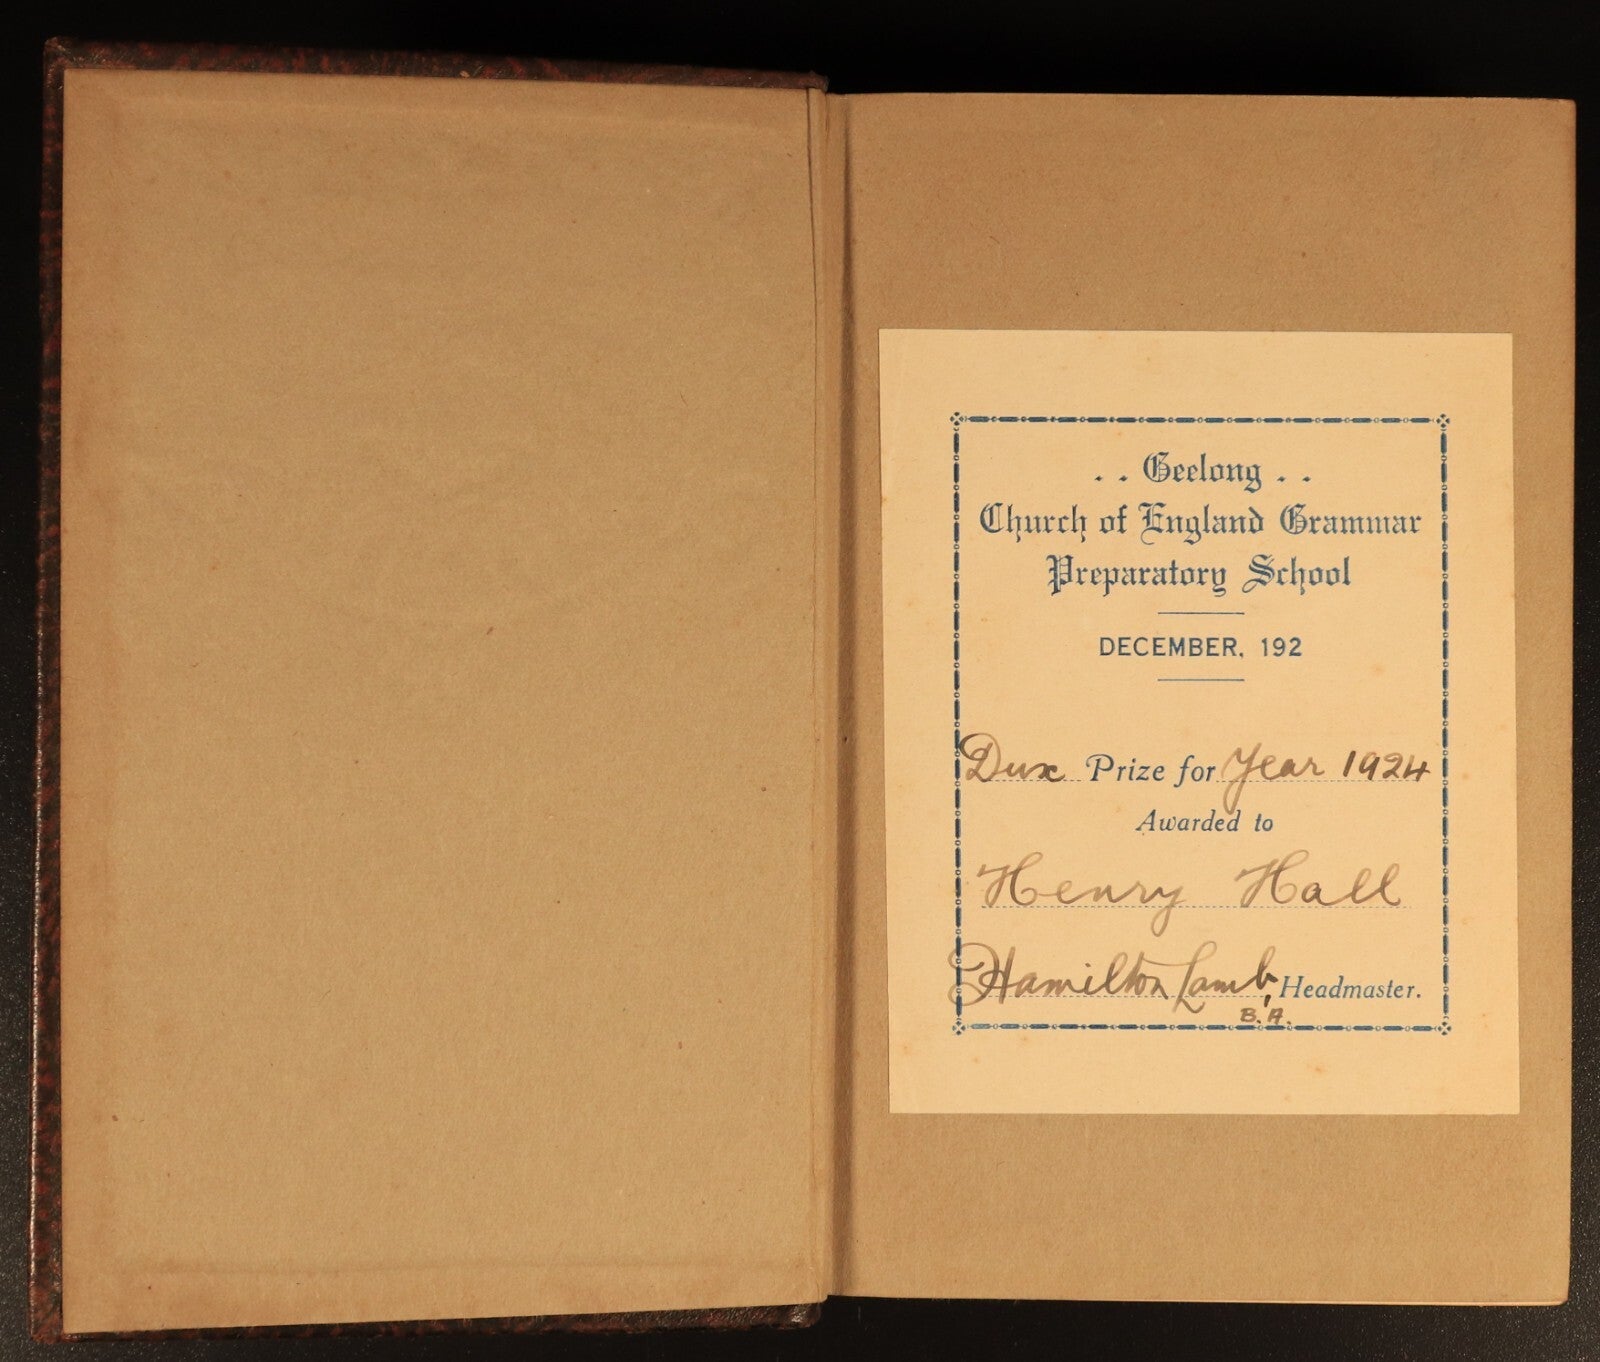 . . Geelong . .
Church of England Grammar
Preparatory School
DECEMBER, 192
Dux Prize for Year 1924
Awarded to
Henry Hall
Hamilton Lamb, Headmaster.
B.A.